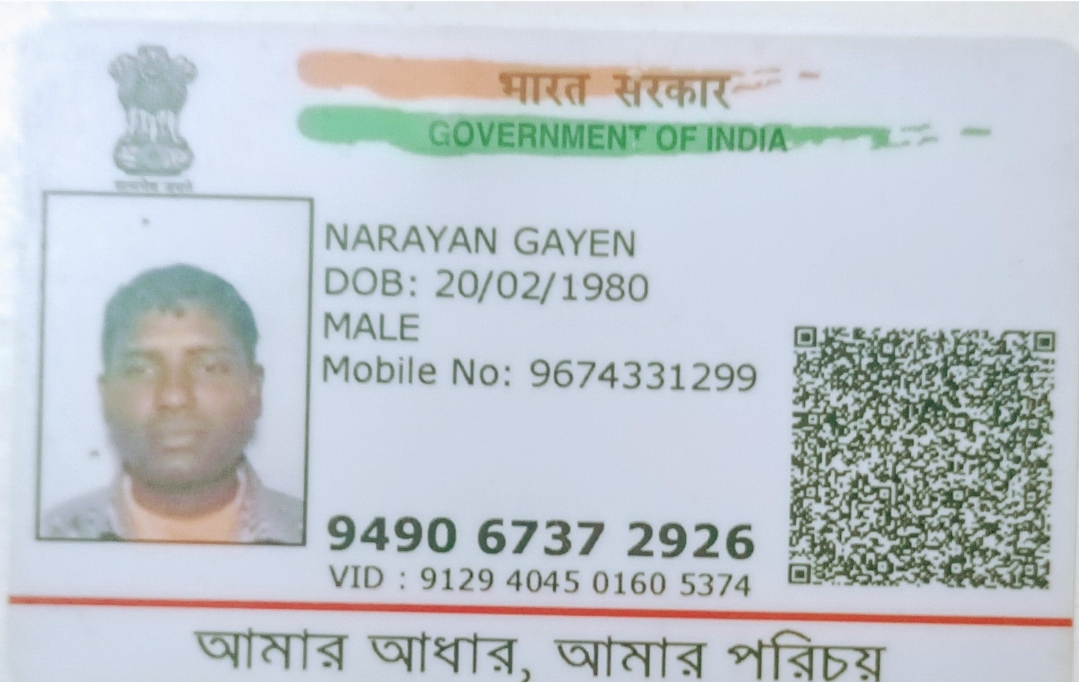 भारत सरकार
GOVERNMENT OF INDIA
सत्यमेव जयते
NARAYAN GAYEN
DOB: 20/02/1980
MALE
Mobile No: 9674331299
9490 6737 2926
VID : 9129 4045 0160 5374
আমার আধার, আমার পরিচয়